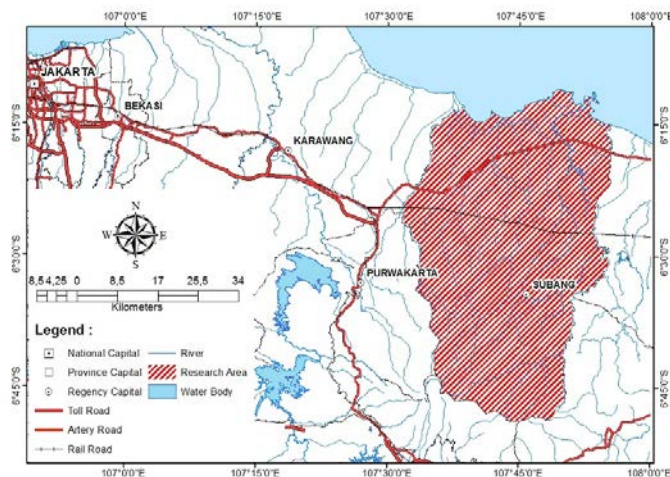 107°0'0"E 107°15'0"E 107°30'0"E 107°45'0"E 108°0'0"E
JAKARTA
BEKASI
6°15'0"S 6°15'0"S
KARAWANG
N
W E
S
6°30'0"S 6°30'0"S
PURWAKARTA
SUBANG
8,5 4,25 0 8,5 17 25,5 34
Kilometers
Legend :
National Capital River
Province Capital Research Area
Regency Capital Water Body
Toll Road
Artery Road
Rail Road
6°45'0"S 6°45'0"S
107°0'0"E 107°15'0"E 107°30'0"E 107°45'0"E 108°0'0"E